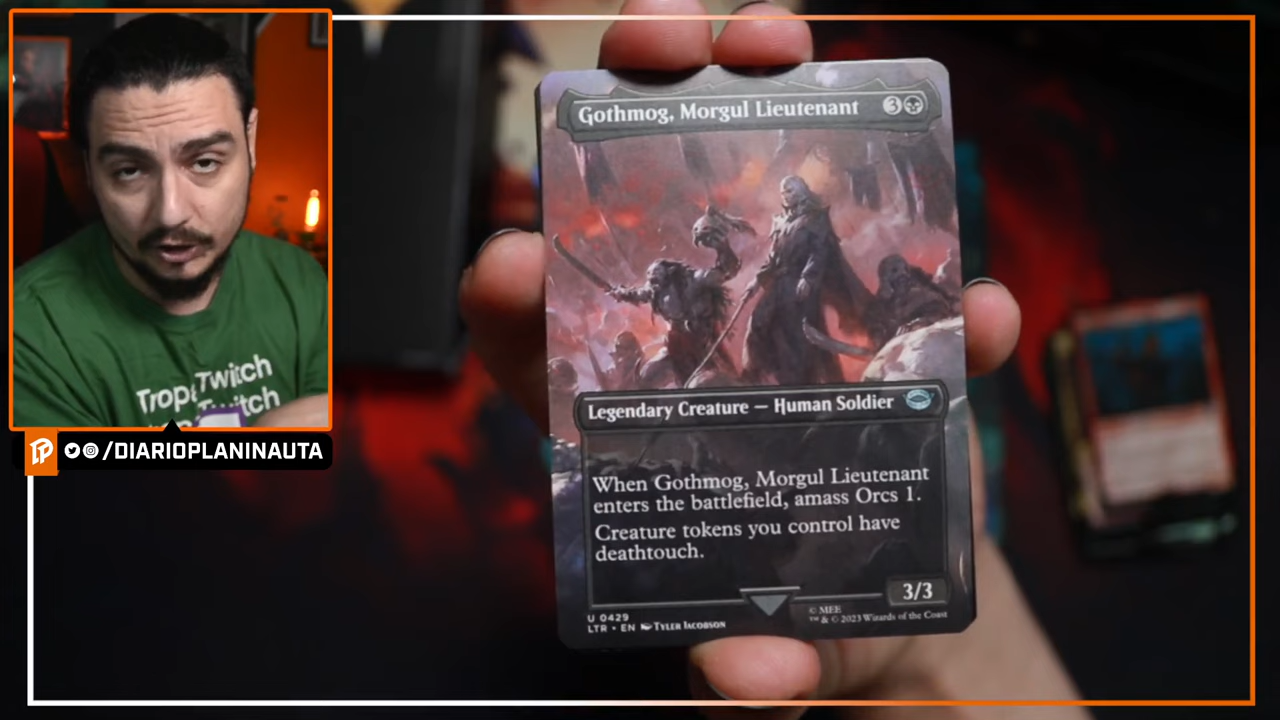 Gothmog, Morgul Lieutenant 3
Legendary Creature — Human Soldier
When Gothmog, Morgul Lieutenant
enters the battlefield, amass Orcs 1.
Creature tokens you control have
deathtouch.
3/3
U 0429
LTR • EN Tyler Jacobson
© MEE
™ & © 2023 Wizards of the Coast
Twitch
Twitch
/DIARIOPLANINAUTA